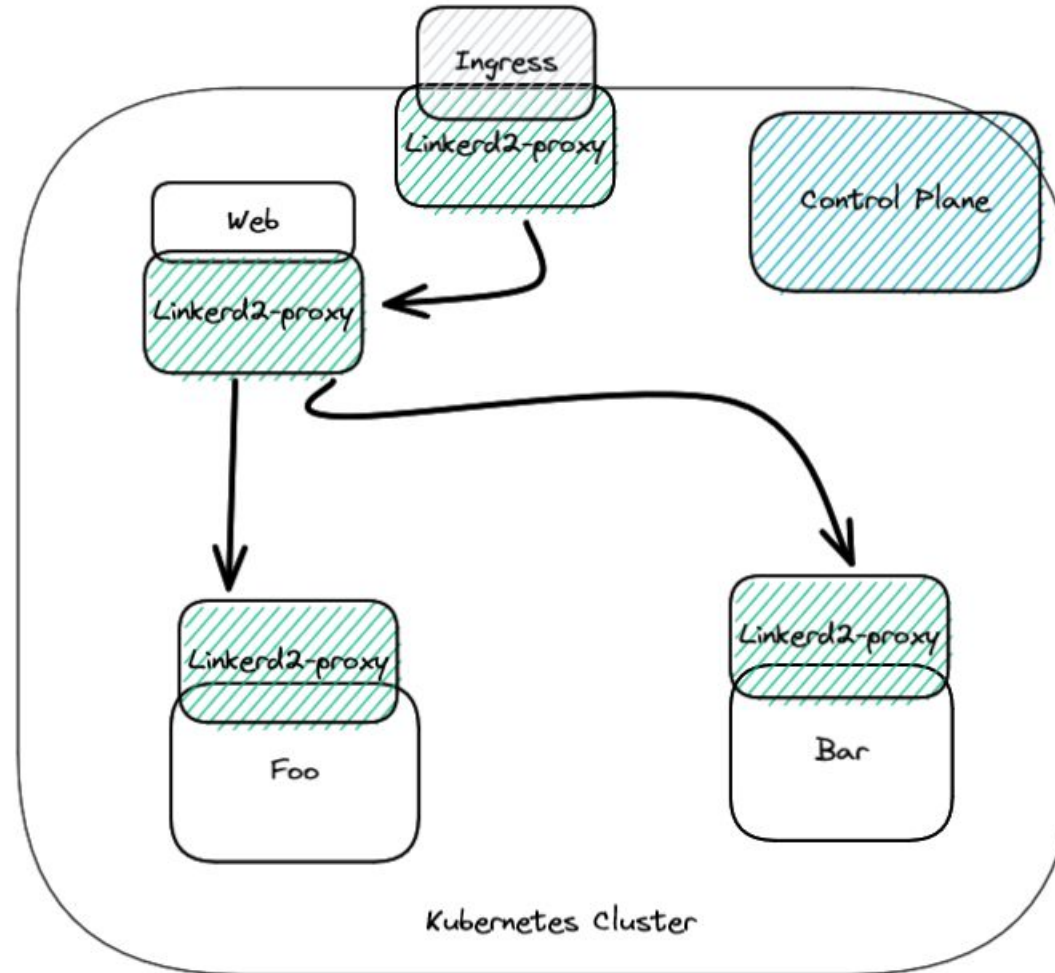 Ingress
Linkerd2-proxy
Control Plane
Web
Linkerd2-proxy
Linkerd2-proxy
Foo
Linkerd2-proxy
Bar
Kubernetes Cluster